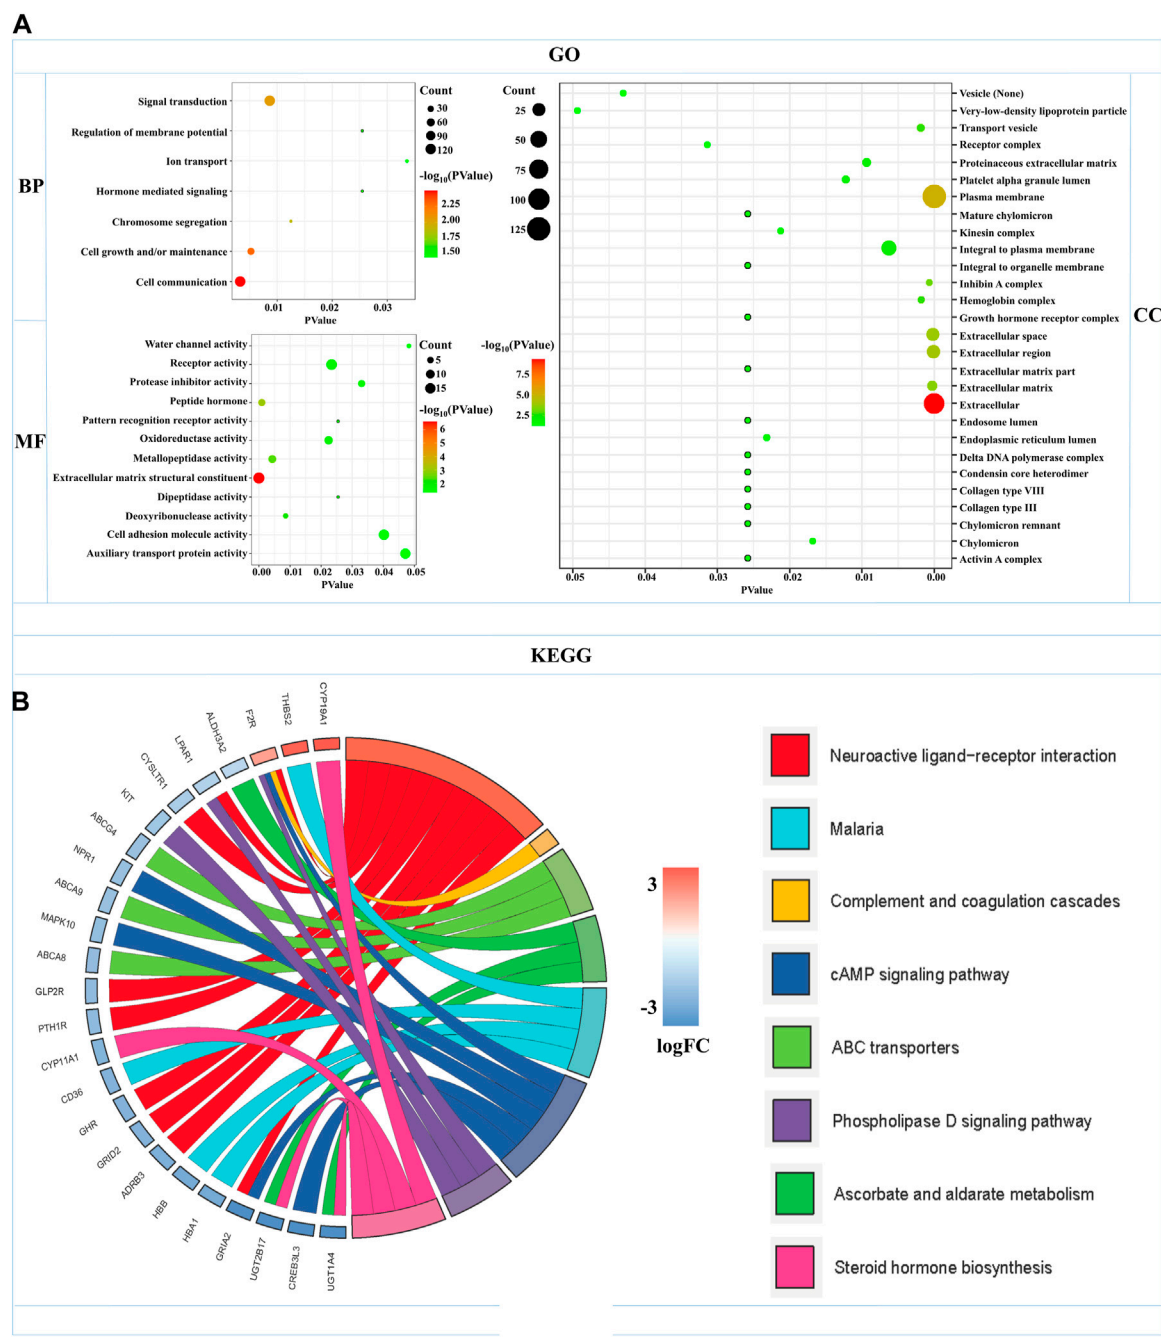 A
GO
BP
Signal transduction
Regulation of membrane potential
Ion transport
Hormone mediated signaling
Chromosome segregation
Cell growth and/or maintenance
Cell communication
0.01 0.02 0.03
PValue
Count
30
60
90
120
-log10(PValue)
2.25
2.00
1.75
1.50
MF
Water channel activity
Receptor activity
Protease inhibitor activity
Peptide hormone
Pattern recognition receptor activity
Oxidoreductase activity
Metallopeptidase activity
Extracellular matrix structural constituent
Dipeptidase activity
Deoxyribonuclease activity
Cell adhesion molecule activity
Auxiliary transport protein activity
0.00 0.01 0.02 0.03 0.04 0.05
PValue
Count
5
10
15
-log10(PValue)
6
5
4
3
2
Count
25
50
75
100
125
-log10(PValue)
7.5
5.0
2.5
CC
Vesicle (None)
Very-low-density lipoprotein particle
Transport vesicle
Receptor complex
Proteinaceous extracellular matrix
Platelet alpha granule lumen
Plasma membrane
Mature chylomicron
Kinesin complex
Integral to plasma membrane
Integral to organelle membrane
Inhibin A complex
Hemoglobin complex
Growth hormone receptor complex
Extracellular space
Extracellular region
Extracellular matrix part
Extracellular matrix
Extracellular
Endosome lumen
Endoplasmic reticulum lumen
Delta DNA polymerase complex
Condensin core heterodimer
Collagen type VIII
Collagen type III
Chylomicron remnant
Chylomicron
Activin A complex
0.05 0.04 0.03 0.02 0.01 0.00
PValue
KEGG
B
CYP19A1
THBS2
F2R
ALDH3A2
LPAR1
CYSLTR1
KIT
ABCG4
NPR1
ABCA9
MAPK10
ABCA8
GLP2R
PTH1R
CYP11A1
CD36
GHR
GRID2
ADRB3
HBB
HBA1
GRIA2
UGT2B17
CREB3L3
UGT1A4
3
-3
logFC
Neuroactive ligand-receptor interaction
Malaria
Complement and coagulation cascades
cAMP signaling pathway
ABC transporters
Phospholipase D signaling pathway
Ascorbate and aldarate metabolism
Steroid hormone biosynthesis